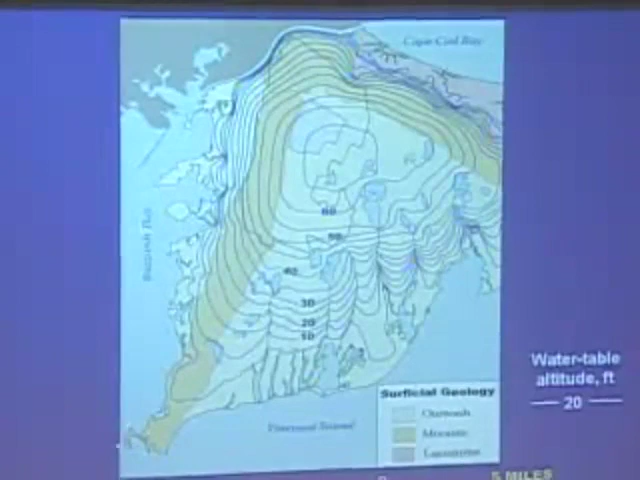 Cape Cod Bay
60
50
40
30
20
10
Water-table
altitude, ft
20
Surficial Geology
Outwash
Moraine
Lacustrine
Sound
5 MILES